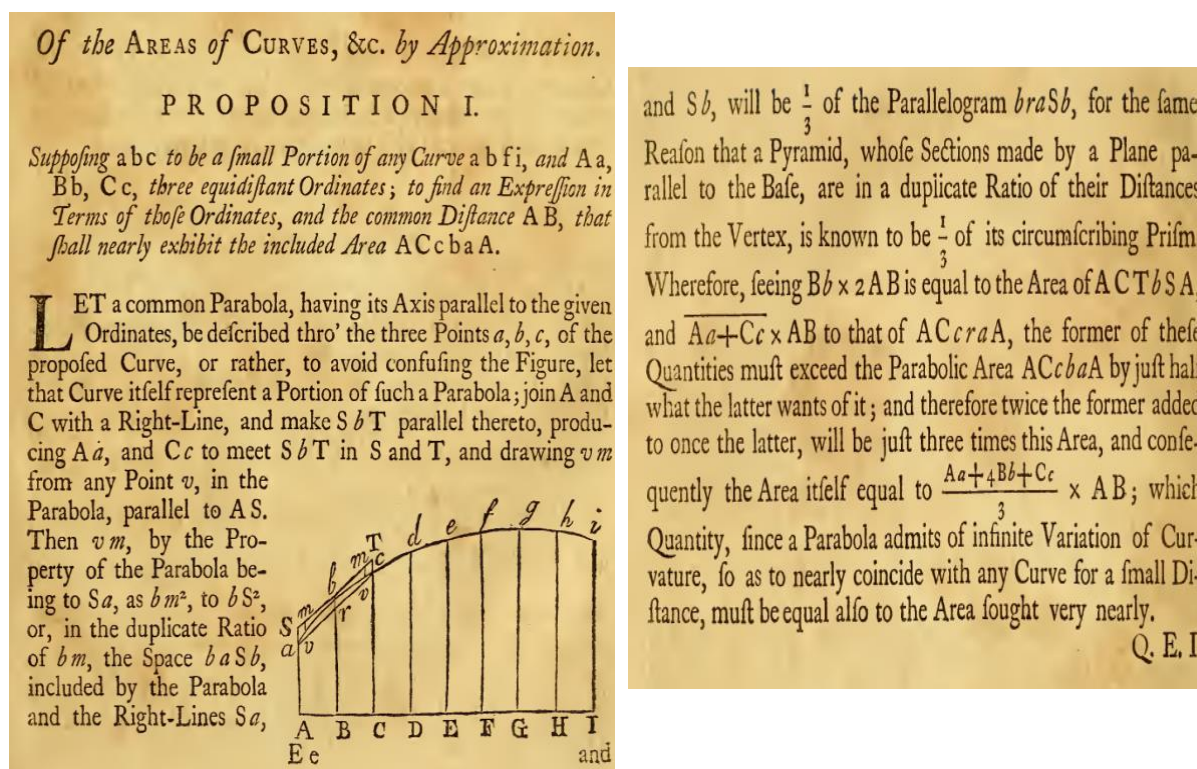 Of the AREAS of CURVES, &c. by Approximation.
PROPOSITION I.
Suppoſing abc to be a ſmall Portion of any Curve abfi, and Aa,
Bb, Cc, three equidiſtant Ordinates; to find an Expreſſion in
Terms of thoſe Ordinates, and the common Diſtance AB, that
ſhall nearly exhibit the included Area ACcbaA.
LET a common Parabola, having its Axis parallel to the given
Ordinates, be deſcribed thro' the three Points a, b, c, of the
propoſed Curve, or rather, to avoid confuſing the Figure, let
that Curve itſelf repreſent a Portion of ſuch a Parabola; join A and
C with a Right-Line, and make SbT parallel thereto, produ-
cing Aa, and Cc to meet SbT in S and T, and drawing vm
from any Point v, in the
Parabola, parallel to AS.
Then vm, by the Pro-
perty of the Parabola be-
ing to Sa, as bm², to bS²,
or, in the duplicate Ratio
of bm, the Space baSb,
included by the Parabola
and the Right-Lines Sa,
S a m v b r m v T c d e f g h i
A B C D E F G H I
Ee and
and Sb, will be 1/3 of the Parallelogram braSb, for the ſame
Reaſon that a Pyramid, whoſe Sections made by a Plane pa-
rallel to the Baſe, are in a duplicate Ratio of their Diſtances
from the Vertex, is known to be 1/3 of its circumſcribing Priſm
Wherefore, ſeeing Bb x 2AB is equal to the Area of ACTbSA,
and Aa+Cc x AB to that of ACcraA, the former of theſe
Quantities muſt exceed the Parabolic Area ACcbaA by juſt hal
what the latter wants of it; and therefore twice the former added
to once the latter, will be juſt three times this Area, and conſe-
quently the Area itſelf equal to (Aa+4Bb+Cc)/3 x AB; which
Quantity, ſince a Parabola admits of infinite Variation of Cur-
vature, ſo as to nearly coincide with any Curve for a ſmall Di-
ſtance, muſt be equal alſo to the Area ſought very nearly.
Q. E. I